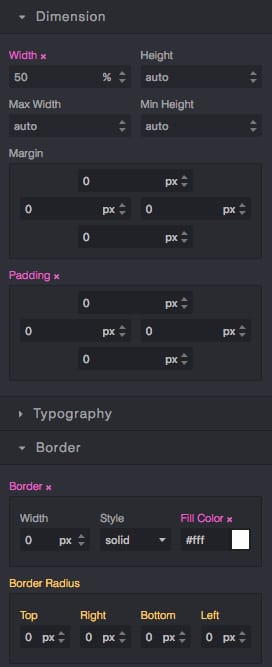 Dimension
Width × Height
50 % auto
Max Width Min Height
auto auto
Margin
0 px
0 px 0 px
0 px
Padding ×
0 px
0 px 0 px
0 px
Typography
Border
Border ×
Width Style Fill Color ×
0 px solid #fff
Border Radius
Top Right Bottom Left
0 px 0 px 0 px 0 px